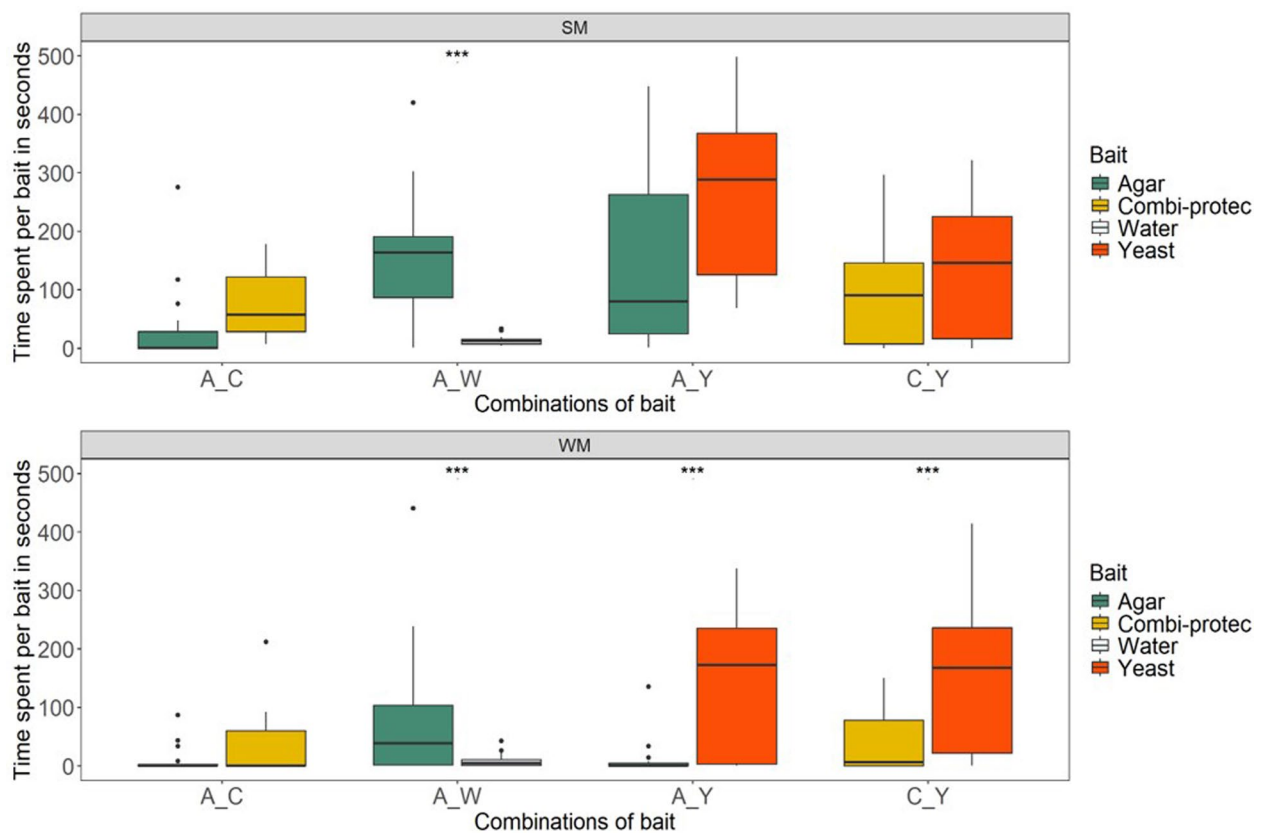 SM
Time spent per bait in seconds
500
400
300
200
100
0
***
A_C
A_W
A_Y
C_Y
Combinations of bait
Bait
Agar
Combi-protec
Water
Yeast
WM
Time spent per bait in seconds
500
400
300
200
100
0
***
***
***
A_C
A_W
A_Y
C_Y
Combinations of bait
Bait
Agar
Combi-protec
Water
Yeast